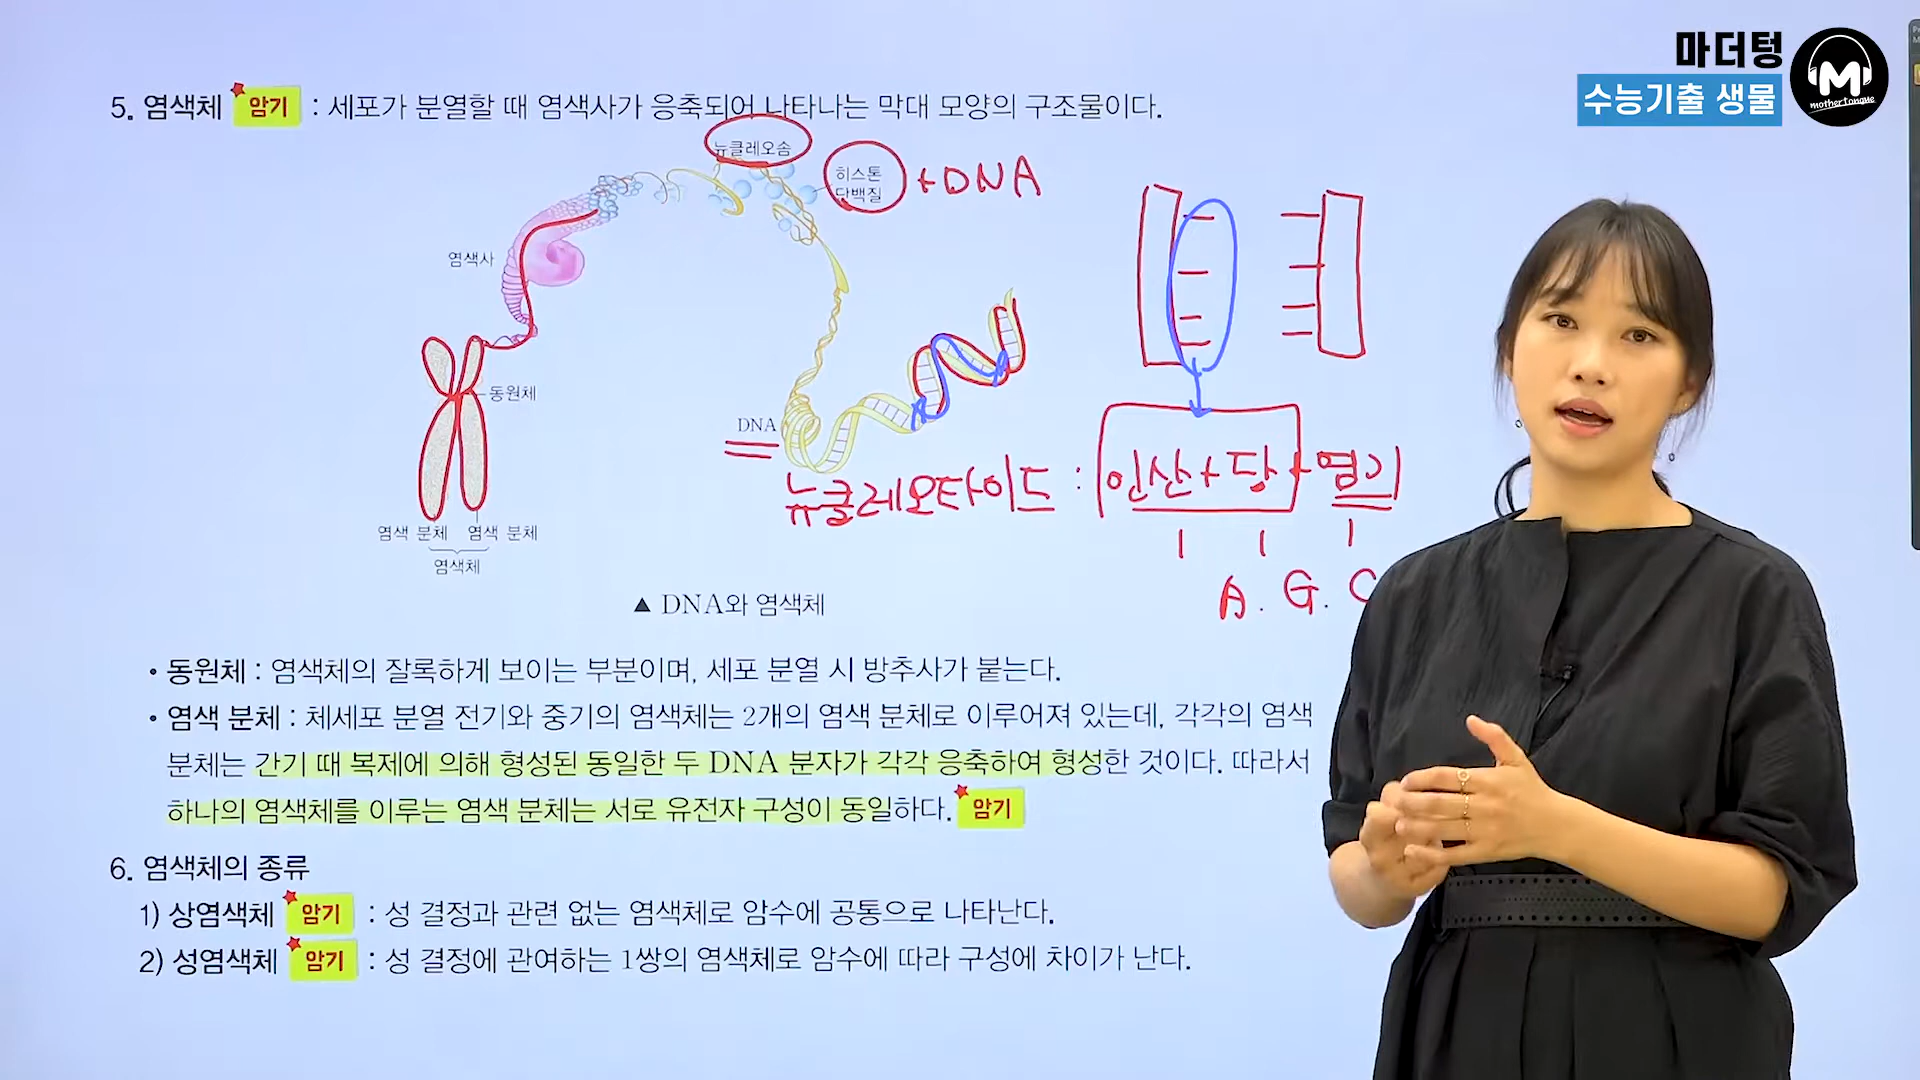 마더텅
수능기출 생물
mothertongue
5. 염색체 암기 : 세포가 분열할 때 염색사가 응축되어 나타나는 막대 모양의 구조물이다.
뉴클레오솜
히스톤
단백질
+DNA
염색사
동원체
DNA
뉴클레오타이드 : 인산+당+염기
A. G. C
염색 분체 염색 분체
염색체
▲ DNA와 염색체
• 동원체 : 염색체의 잘록하게 보이는 부분이며, 세포 분열 시 방추사가 붙는다.
• 염색 분체 : 체세포 분열 전기와 중기의 염색체는 2개의 염색 분체로 이루어져 있는데, 각각의 염색
분체는 간기 때 복제에 의해 형성된 동일한 두 DNA 분자가 각각 응축하여 형성한 것이다. 따라서
하나의 염색체를 이루는 염색 분체는 서로 유전자 구성이 동일하다. 암기
6. 염색체의 종류
1) 상염색체 암기 : 성 결정과 관련 없는 염색체로 암수에 공통으로 나타난다.
2) 성염색체 암기 : 성 결정에 관여하는 1쌍의 염색체로 암수에 따라 구성에 차이가 난다.